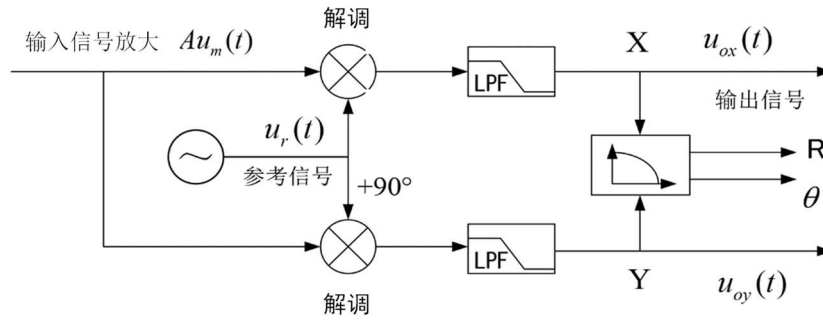 解调
输入信号放大 Au_m(t)
X
u_ox(t)
LPF
输出信号
u_r(t)
参考信号
+90°
R
θ
LPF
Y
u_oy(t)
解调